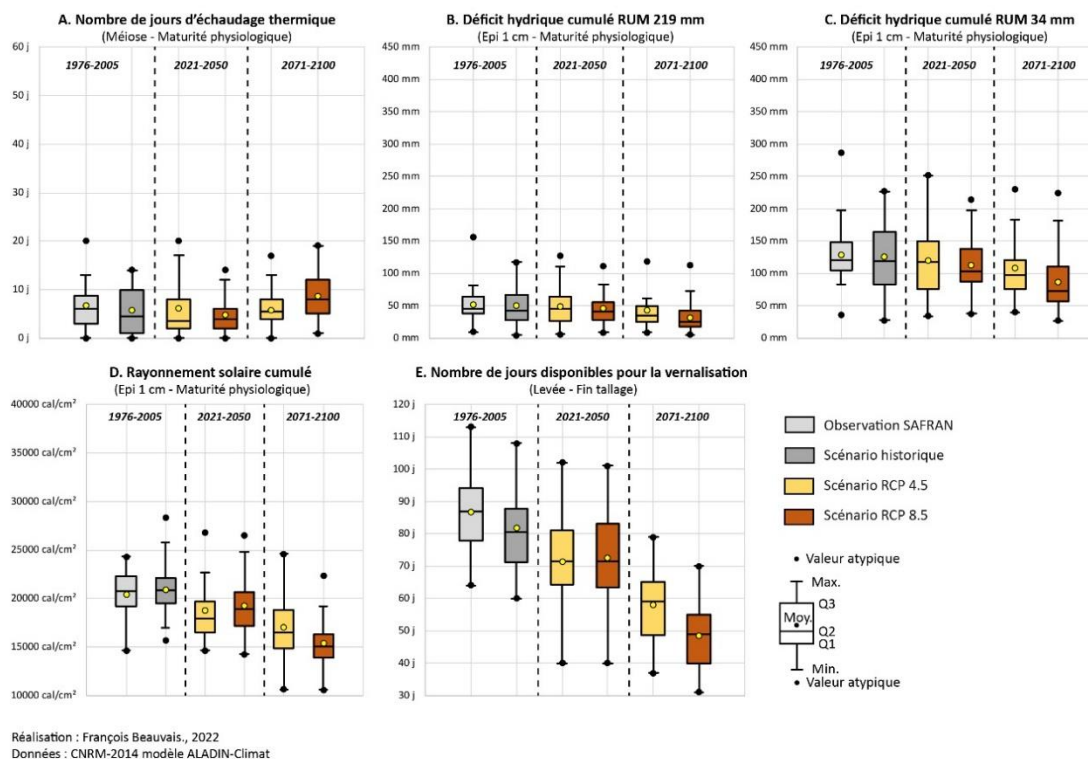 A. Nombre de jours d'échaudage thermique
(Méiose - Maturité physiologique)
60 j
50 j
40 j
30 j
20 j
10 j
0 j
1976-2005
2021-2050
2071-2100
B. Déficit hydrique cumulé RUM 219 mm
(Epi 1 cm - Maturité physiologique)
450 mm
400 mm
350 mm
300 mm
250 mm
200 mm
150 mm
100 mm
50 mm
0 mm
1976-2005
2021-2050
2071-2100
C. Déficit hydrique cumulé RUM 34 mm
(Epi 1 cm - Maturité physiologique)
450 mm
400 mm
350 mm
300 mm
250 mm
200 mm
150 mm
100 mm
50 mm
0 mm
1976-2005
2021-2050
2071-2100
D. Rayonnement solaire cumulé
(Epi 1 cm - Maturité physiologique)
40000 cal/cm²
35000 cal/cm²
30000 cal/cm²
25000 cal/cm²
20000 cal/cm²
15000 cal/cm²
10000 cal/cm²
1976-2005
2021-2050
2071-2100
E. Nombre de jours disponibles pour la vernalisation
(Levée - Fin tallage)
120 j
110 j
100 j
90 j
80 j
70 j
60 j
50 j
40 j
30 j
1976-2005
2021-2050
2071-2100
Observation SAFRAN
Scénario historique
Scénario RCP 4.5
Scénario RCP 8.5
Valeur atypique
Max.
Q3
Moy.
Q2
Q1
Min.
Valeur atypique
Réalisation : François Beauvais., 2022
Données : CNRM-2014 modèle ALADIN-Climat